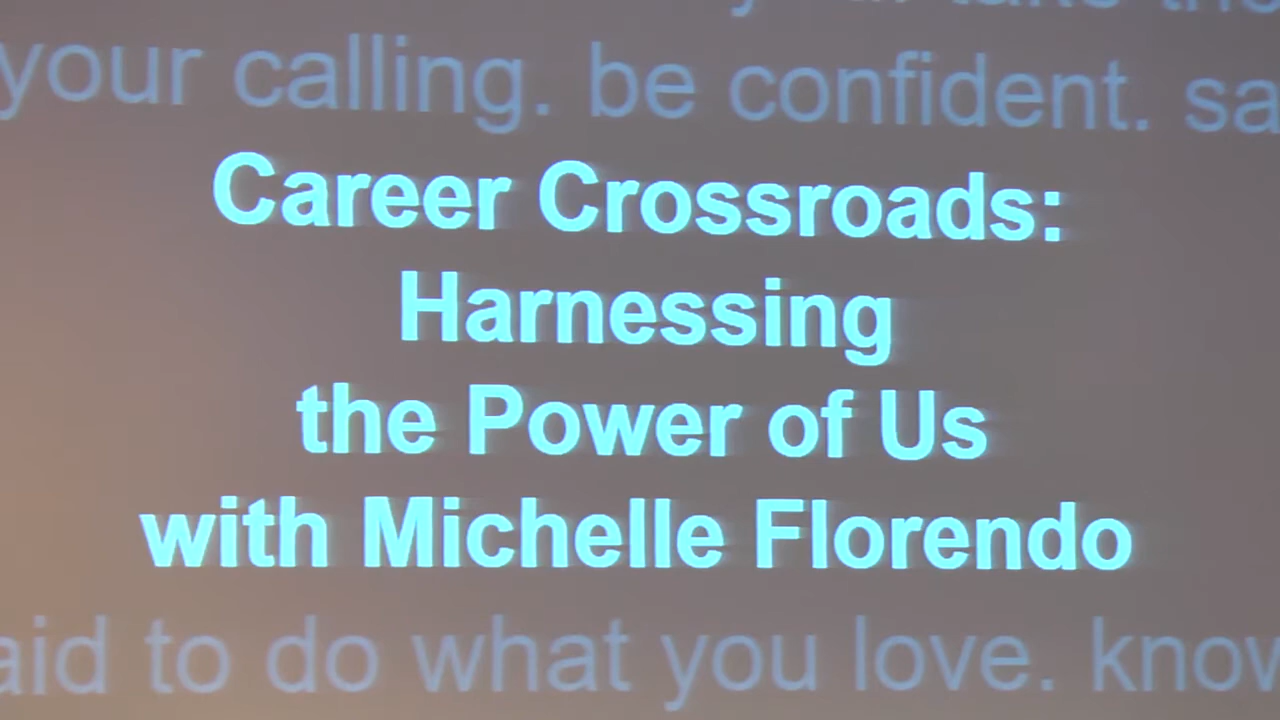 your calling. be confident. sa
Career Crossroads:
Harnessing
the Power of Us
with Michelle Florendo
aid to do what you love. know